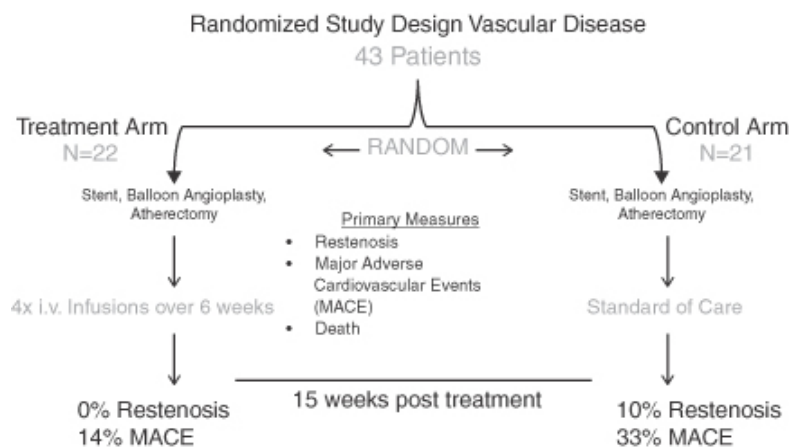 Randomized Study Design Vascular Disease
43 Patients
Treatment Arm
N=22
RANDOM
Control Arm
N=21
Stent, Balloon Angioplasty,
Atherectomy
Stent, Balloon Angioplasty,
Atherectomy
Primary Measures
• Restenosis
• Major Adverse
Cardiovascular Events
(MACE)
• Death
4x i.v. Infusions over 6 weeks
Standard of Care
15 weeks post treatment
0% Restenosis
14% MACE
10% Restenosis
33% MACE